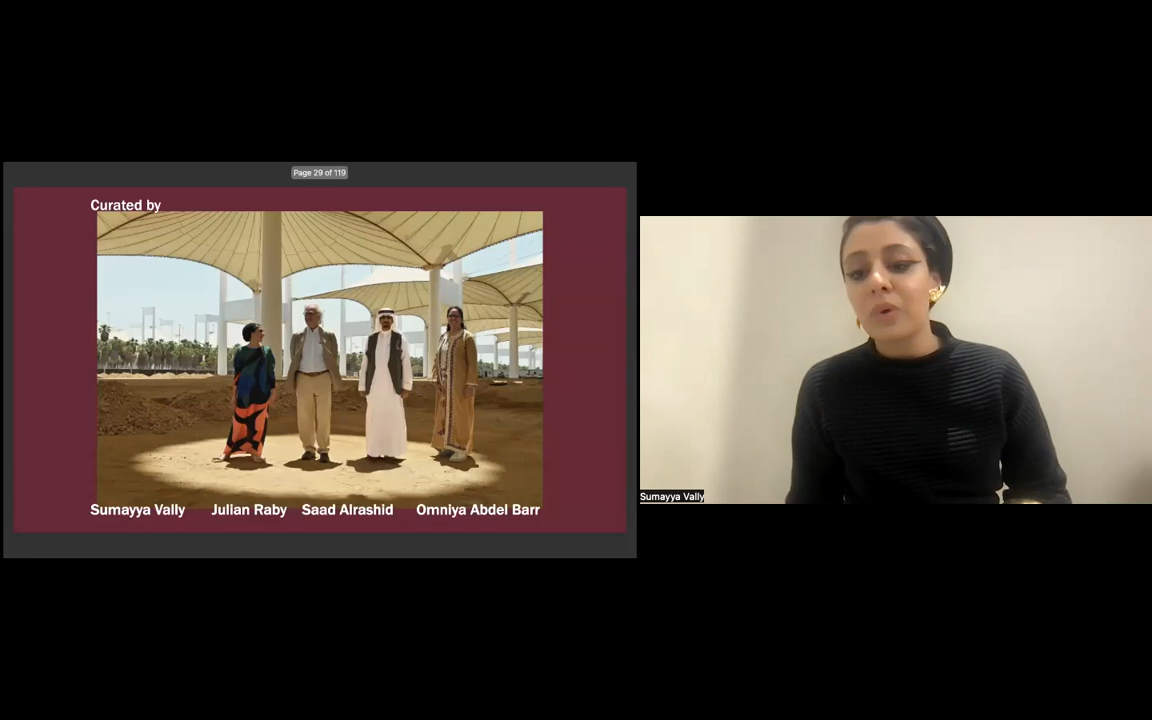 Page 29 of 119
Curated by
Sumayya Vally Julian Raby Saad Alrashid Omniya Abdel Barr
Sumayya Vally